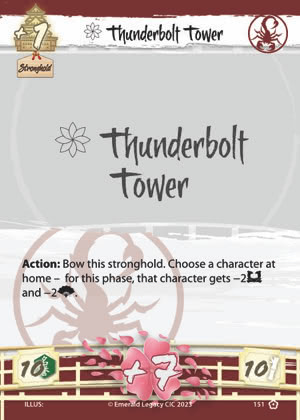 +1
Thunderbolt Tower
Stronghold
Thunderbolt
Tower
Action: Bow this stronghold. Choose a character at
home – for this phase, that character gets –2
and –2.
10
+7
10
ILLUS:
© Emerald Legacy CIC 2023
151